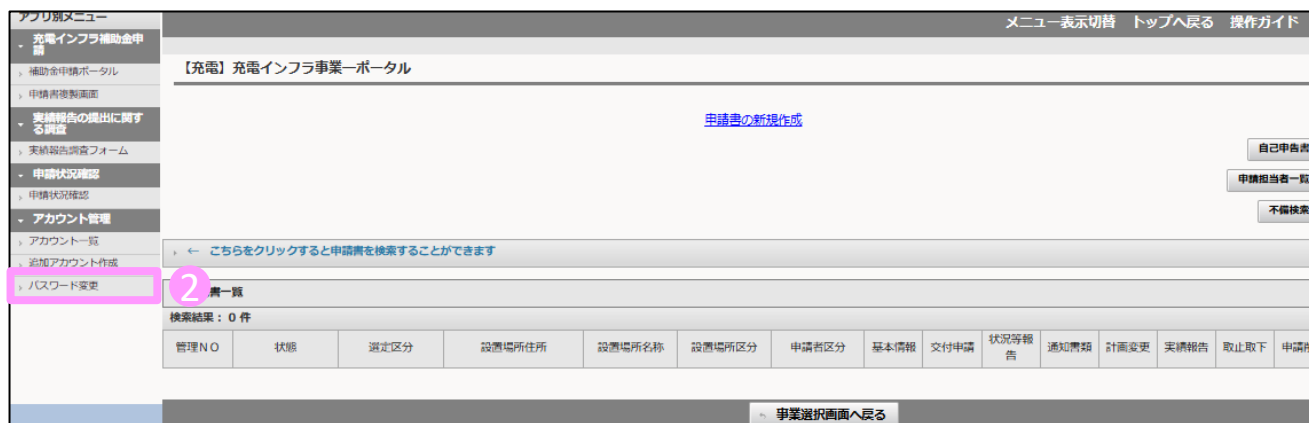 アプリ別メニュー
メニュー表示切替 トップへ戻る 操作ガイド
充電インフラ補助金申
請
補助金申請ポータル
申請書複製画面
実績報告の提出に関す
る調査
実績報告調査フォーム
申請状況確認
申請状況確認
アカウント管理
アカウント一覧
追加アカウント作成
パスワード変更
2
【充電】充電インフラ事業ーポータル
申請書の新規作成
自己申告書
申請担当者一覧
不備検索
← こちらをクリックすると申請書を検索することができます
書一覧
検索結果: 0 件
管理NO 状態 選定区分 設置場所住所 設置場所名称 設置場所区分 申請者区分 基本情報 交付申請 状況等報告 通知書類 計画変更 実績報告 取止取下 申請
事業選択画面へ戻る